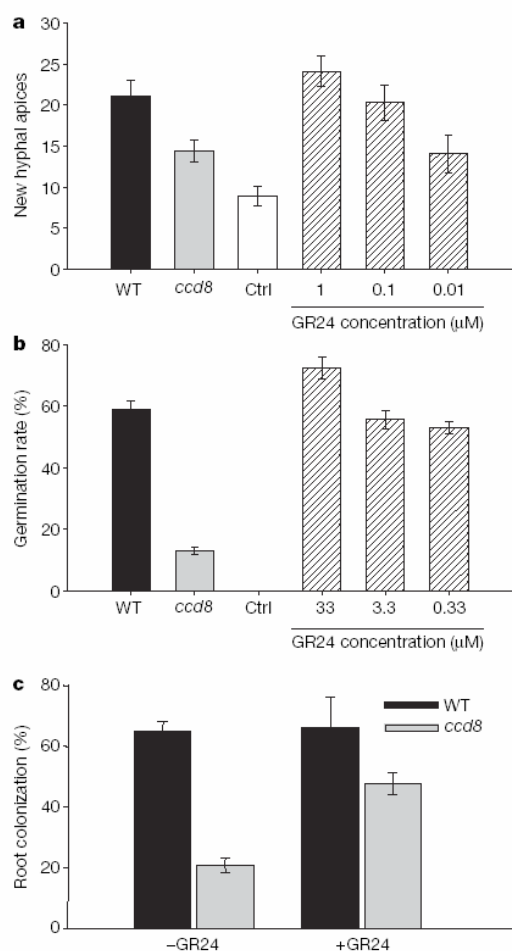 a
30
25
20
15
10
5
0
New hyphal apices
WT ccd8 Ctrl 1 0.1 0.01
GR24 concentration (μM)
b
80
60
40
20
0
Germination rate (%)
WT ccd8 Ctrl 33 3.3 0.33
GR24 concentration (μM)
c
80
60
40
20
0
Root colonization (%)
WT
ccd8
–GR24 +GR24